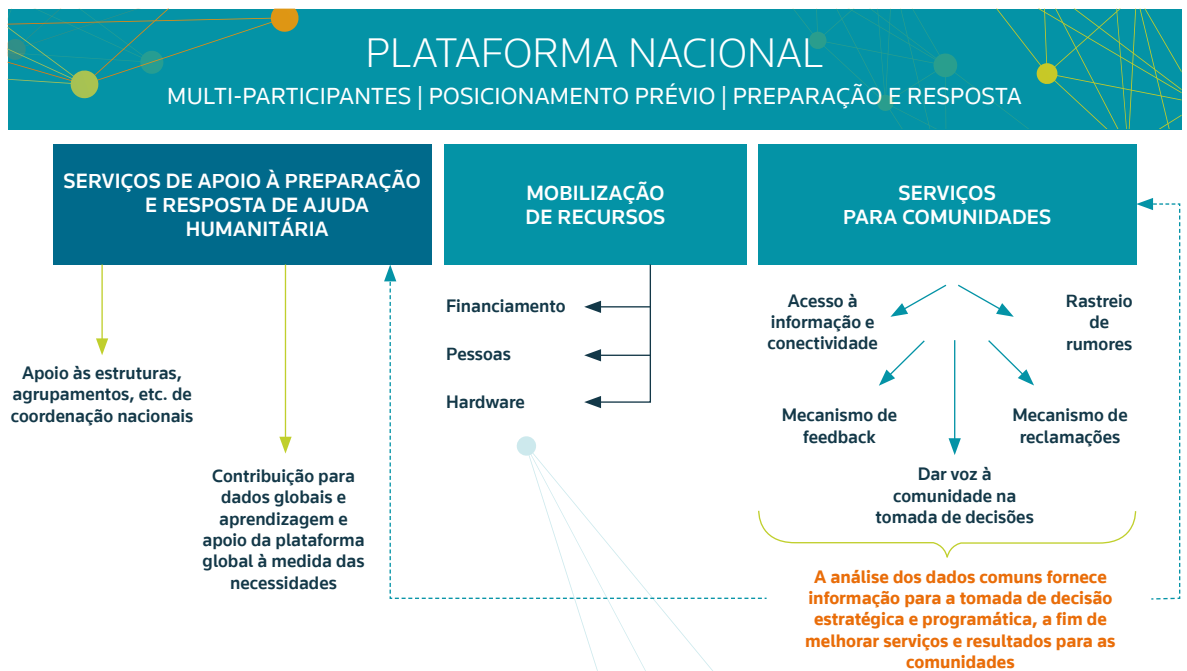 PLATAFORMA NACIONAL
MULTI-PARTICIPANTES | POSICIONAMENTO PRÉVIO | PREPARAÇÃO E RESPOSTA
SERVIÇOS DE APOIO À PREPARAÇÃO
E RESPOSTA DE AJUDA
HUMANITÁRIA
Apoio às estruturas,
agrupamentos, etc. de
coordenação nacionais
Contribuição para
dados globais e
aprendizagem e
apoio da plataforma
global à medida das
necessidades
MOBILIZAÇÃO
DE RECURSOS
Financiamento
Pessoas
Hardware
SERVIÇOS
PARA COMUNIDADES
Acesso à
informação e
conectividade
Rastreio
de
rumores
Mecanismo de
feedback
Mecanismo de
reclamações
Dar voz à
comunidade na
tomada de decisões
A análise dos dados comuns fornece
informação para a tomada de decisão
estratégica e programática, a fim de
melhorar serviços e resultados para as
comunidades